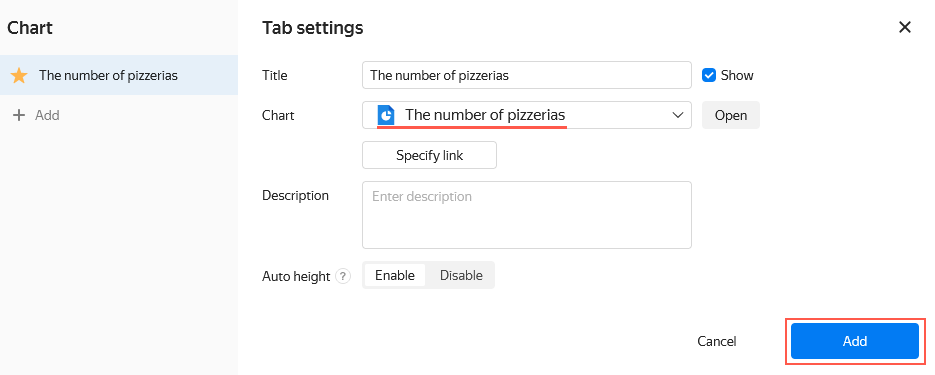 Chart
The number of pizzerias
Add
Tab settings
Title
The number of pizzerias
Show
Chart
The number of pizzerias
Open
Specify link
Description
Enter description
Auto height ?
Enable
Disable
Cancel
Add